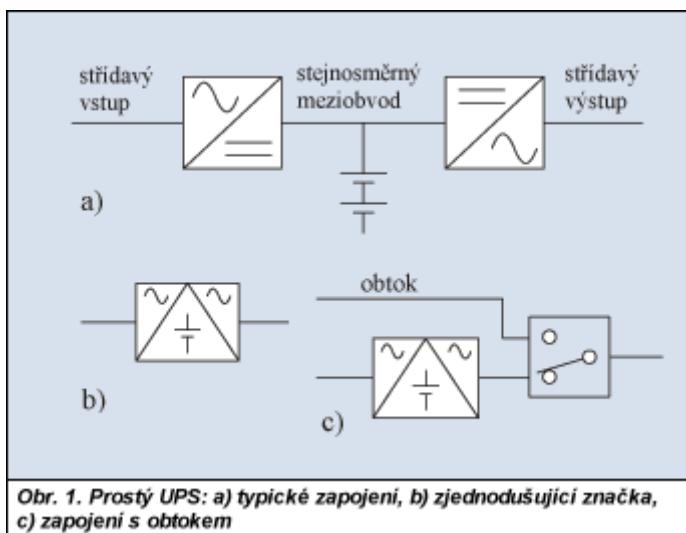 střídavý
vstup
stejnosměrný
meziobvod
střídavý
výstup
a)
obtok
b)
c)
Obr. 1. Prostý UPS: a) typické zapojení, b) zjednodušující značka,
c) zapojení s obtokem